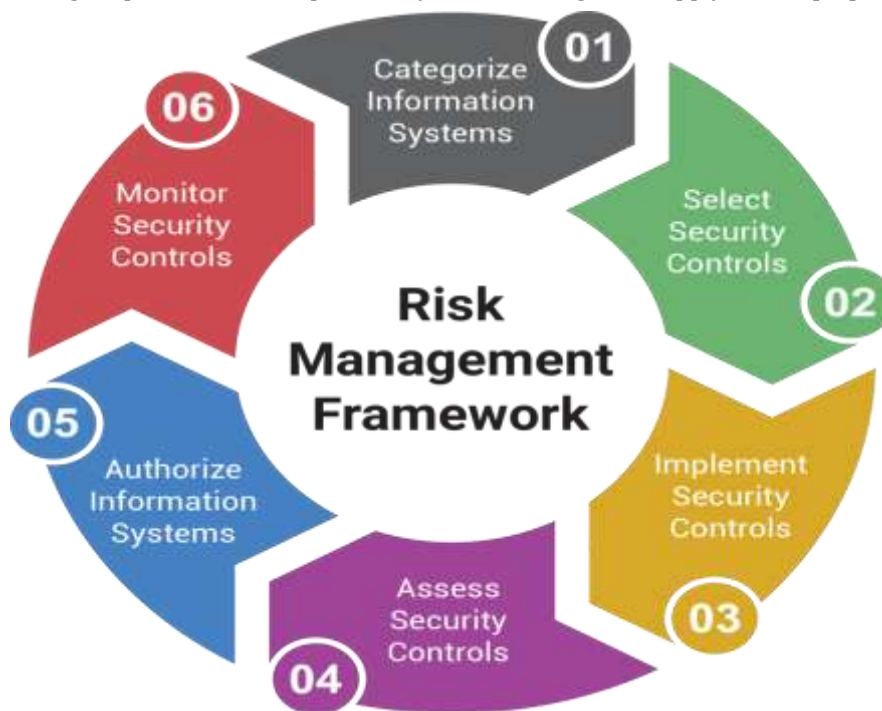 Risk
Management
Framework
01
Categorize
Information
Systems
02
Select
Security
Controls
03
Implement
Security
Controls
04
Assess
Security
Controls
05
Authorize
Information
Systems
06
Monitor
Security
Controls